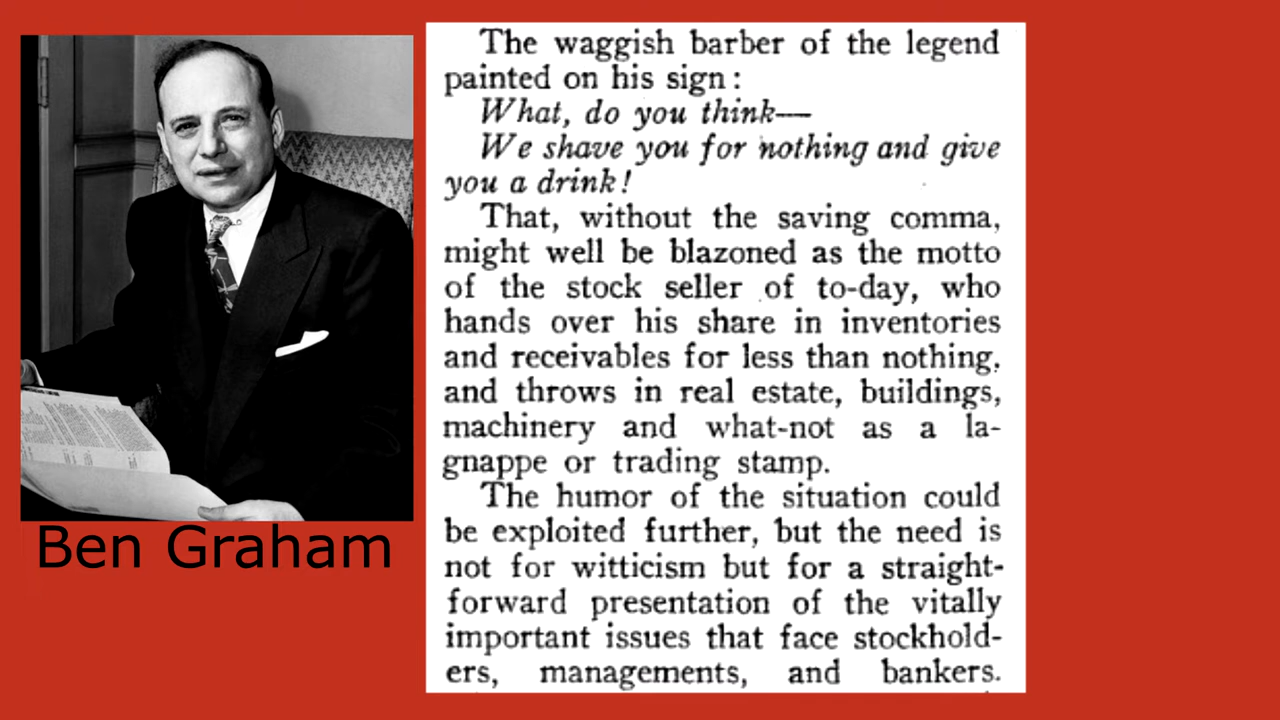 The waggish barber of the legend
painted on his sign:
What, do you think—
We shave you for nothing and give
you a drink!
That, without the saving comma,
might well be blazoned as the motto
of the stock seller of to-day, who
hands over his share in inventories
and receivables for less than nothing,
and throws in real estate, buildings,
machinery and what-not as a la-
gnappe or trading stamp.
The humor of the situation could
be exploited further, but the need is
not for witticism but for a straight-
forward presentation of the vitally
important issues that face stockhold-
ers, managements, and bankers.
Ben Graham